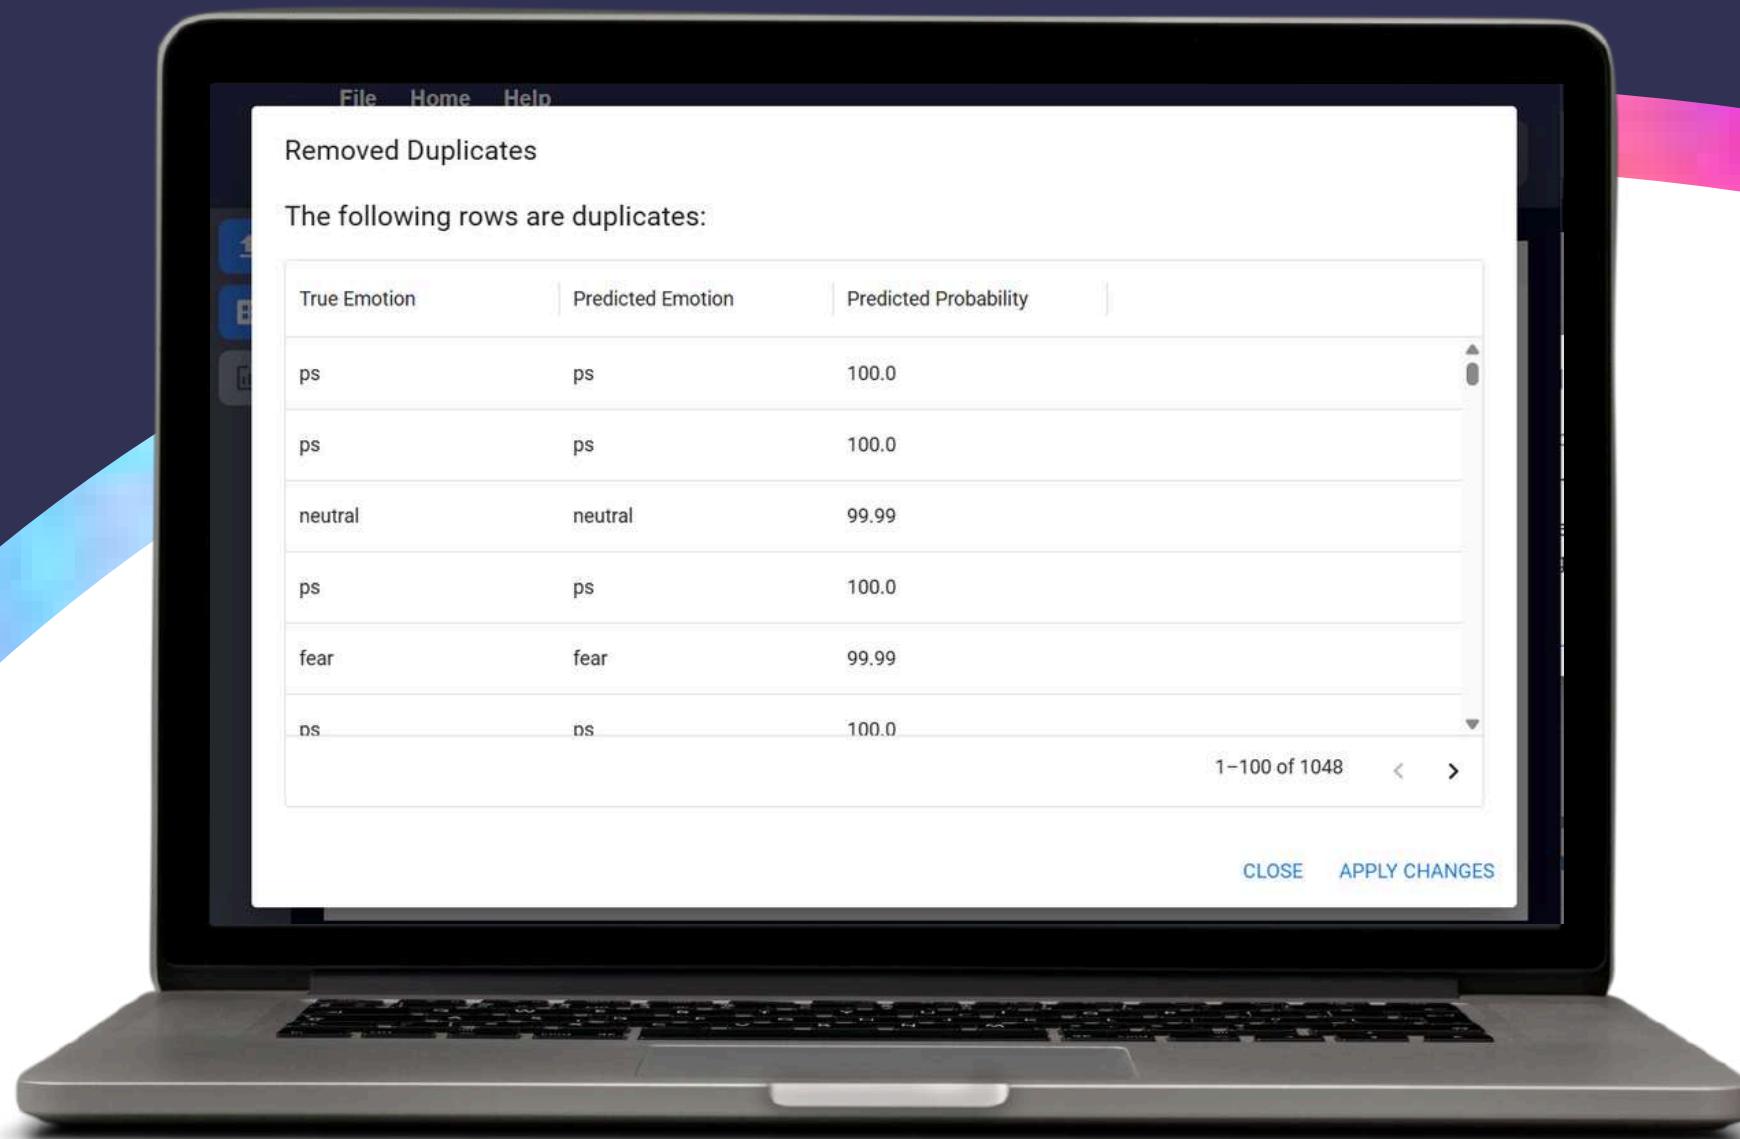 File Home Help
Removed Duplicates
The following rows are duplicates:
True Emotion Predicted Emotion Predicted Probability
ps ps 100.0
ps ps 100.0
neutral neutral 99.99
ps ps 100.0
fear fear 99.99
ps ps 100.0
1–100 of 1048
CLOSE APPLY CHANGES